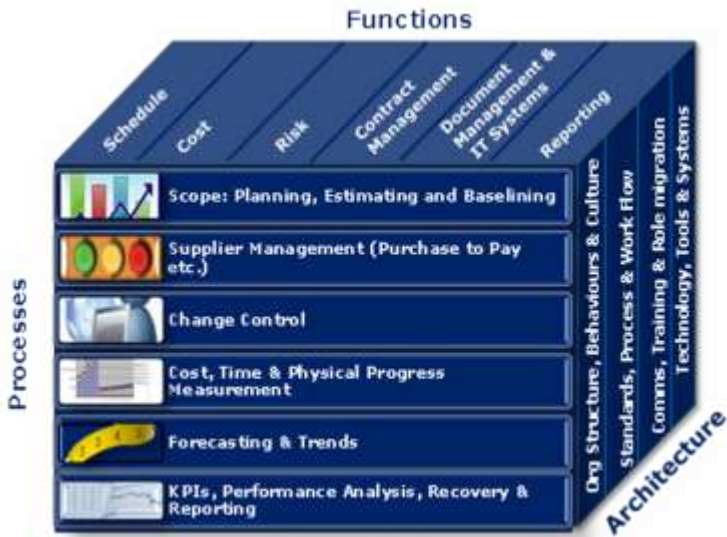 Functions
Schedule
Cost
Risk
Contract
Management
Document
Management &
IT Systems
Reporting
Processes
Scope: Planning, Estimating and Baselining
Supplier Management (Purchase to Pay
etc.)
Change Control
Cost, Time & Physical Progress
Measurement
Forecasting & Trends
KPIs, Performance Analysis, Recovery &
Reporting
Org Structure, Behaviours & Culture
Standards, Process & Work Flow
Comms, Training & Role migration
Technology, Tools & Systems
Architecture